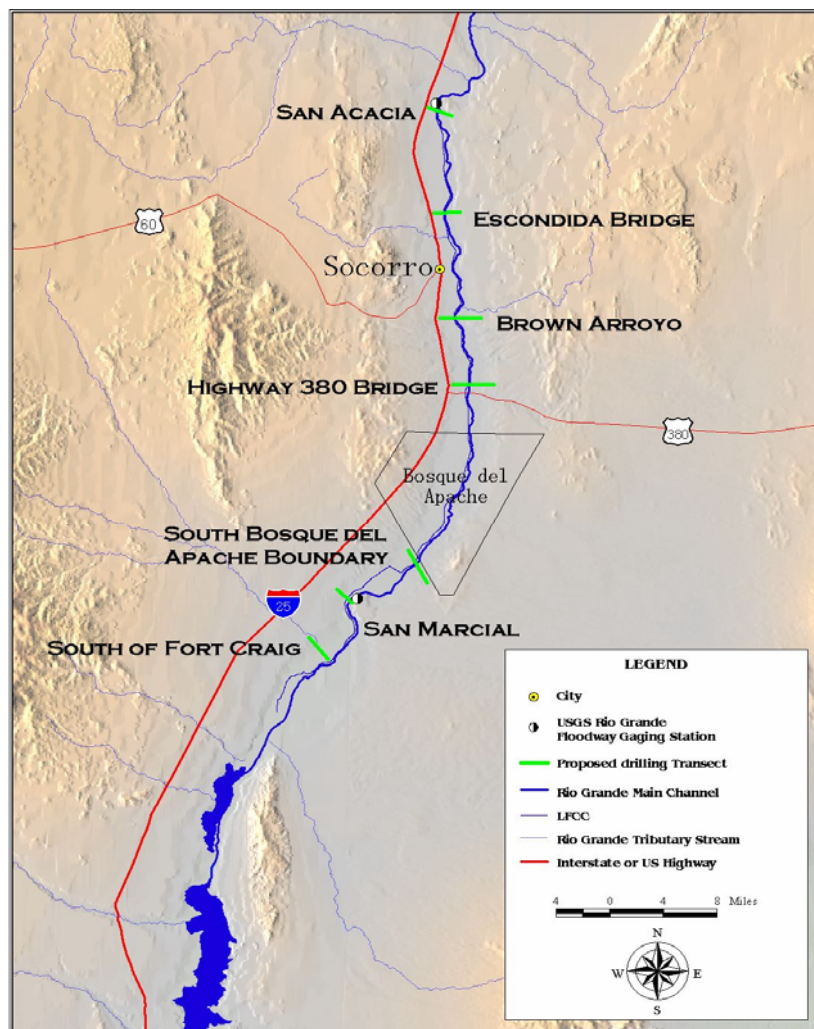 SAN ACACIA
60
ESCONDIDA BRIDGE
Socorro
BROWN ARROYO
HIGHWAY 380 BRIDGE
380
Bosque del
Apache
SOUTH BOSQUE DEL
APACHE BOUNDARY
25
SAN MARCIAL
SOUTH OF FORT CRAIG
LEGEND
City
USGS Rio Grande
Floodway Gaging Station
Proposed drilling Transect
Rio Grande Main Channel
LFCC
Rio Grande Tributary Stream
Interstate or US Highway
4 0 4 8 Miles
N
W E
S